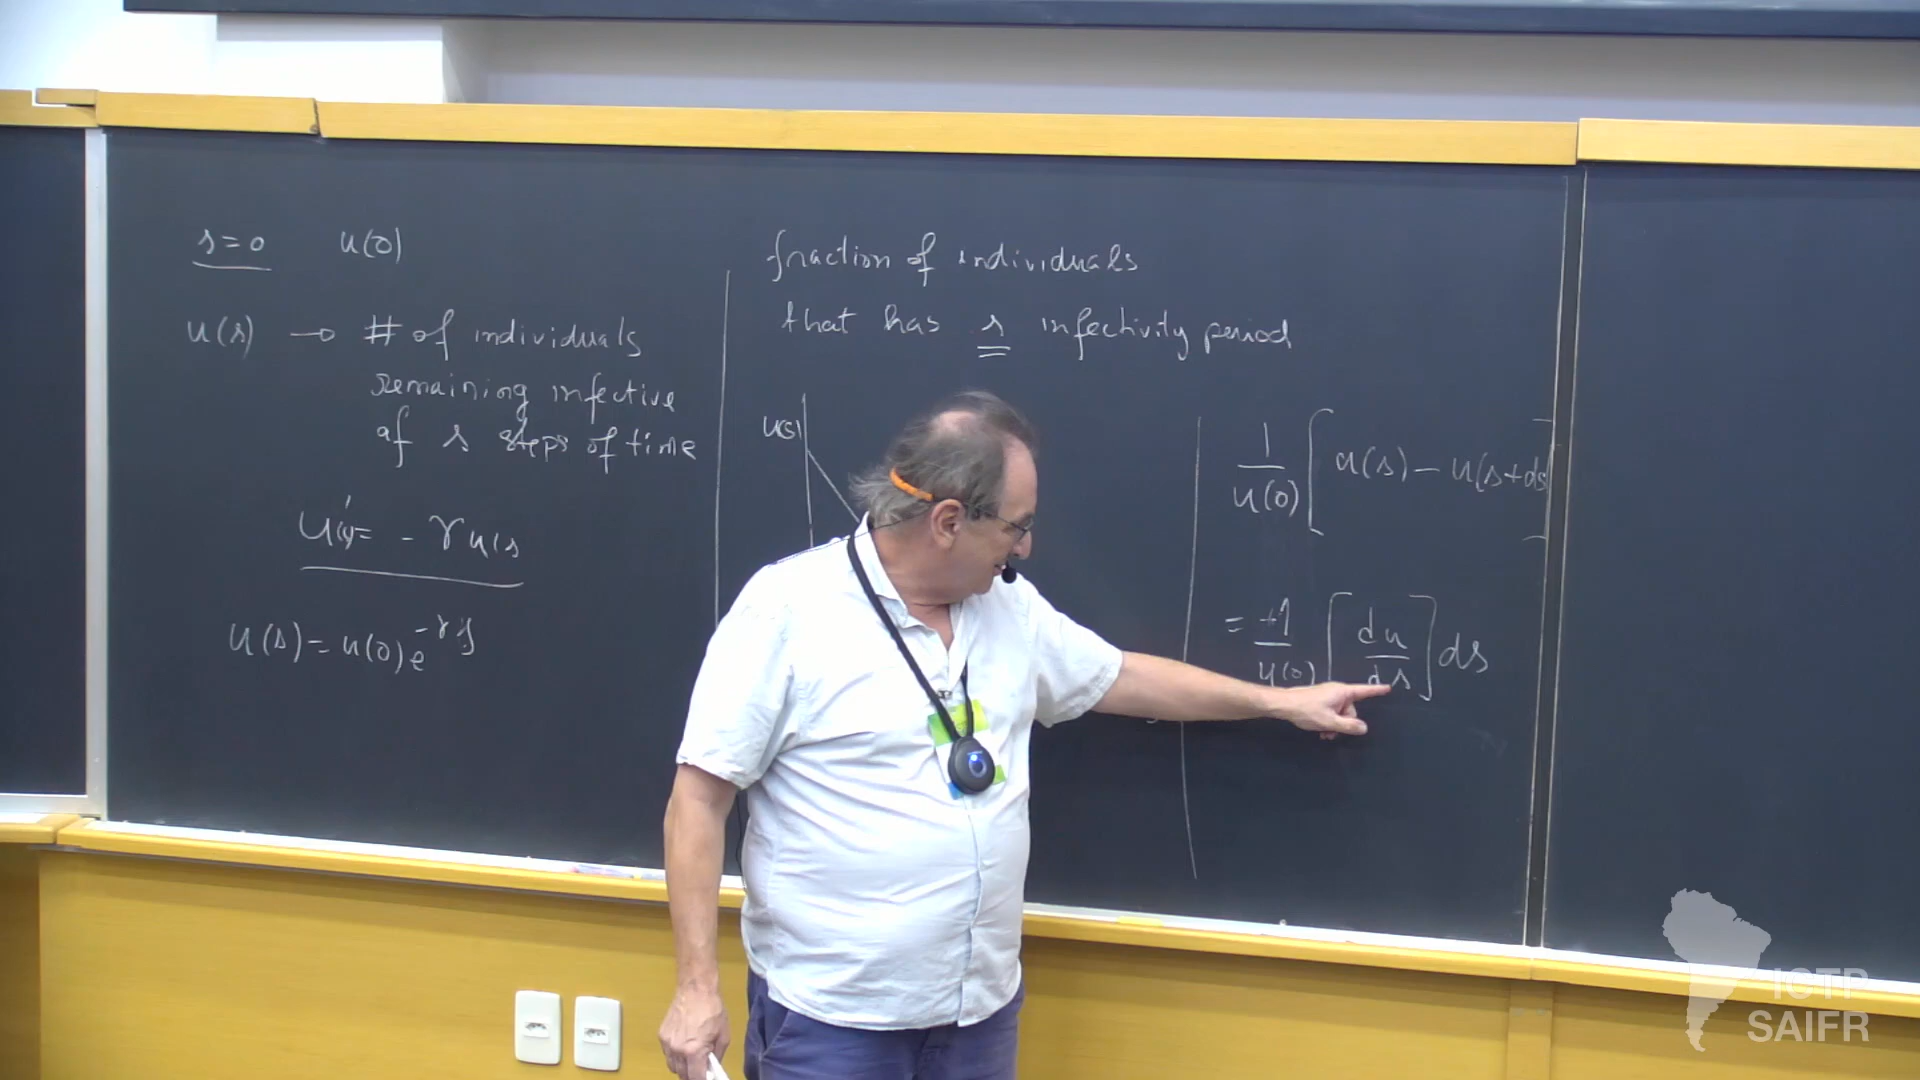 s=0 u(0)
u(s) → # of individuals
remaining infective
af s steps of time
u'(s)= - γ u(s
u(s) = u(0) e^{-γs}
fraction of individuals
that has s infectivity period
u(s)
1/u(0) [ u(s) - u(s+ds) ]
= +1/u(0) [ du/ds ] ds
ICTP
SAIFR